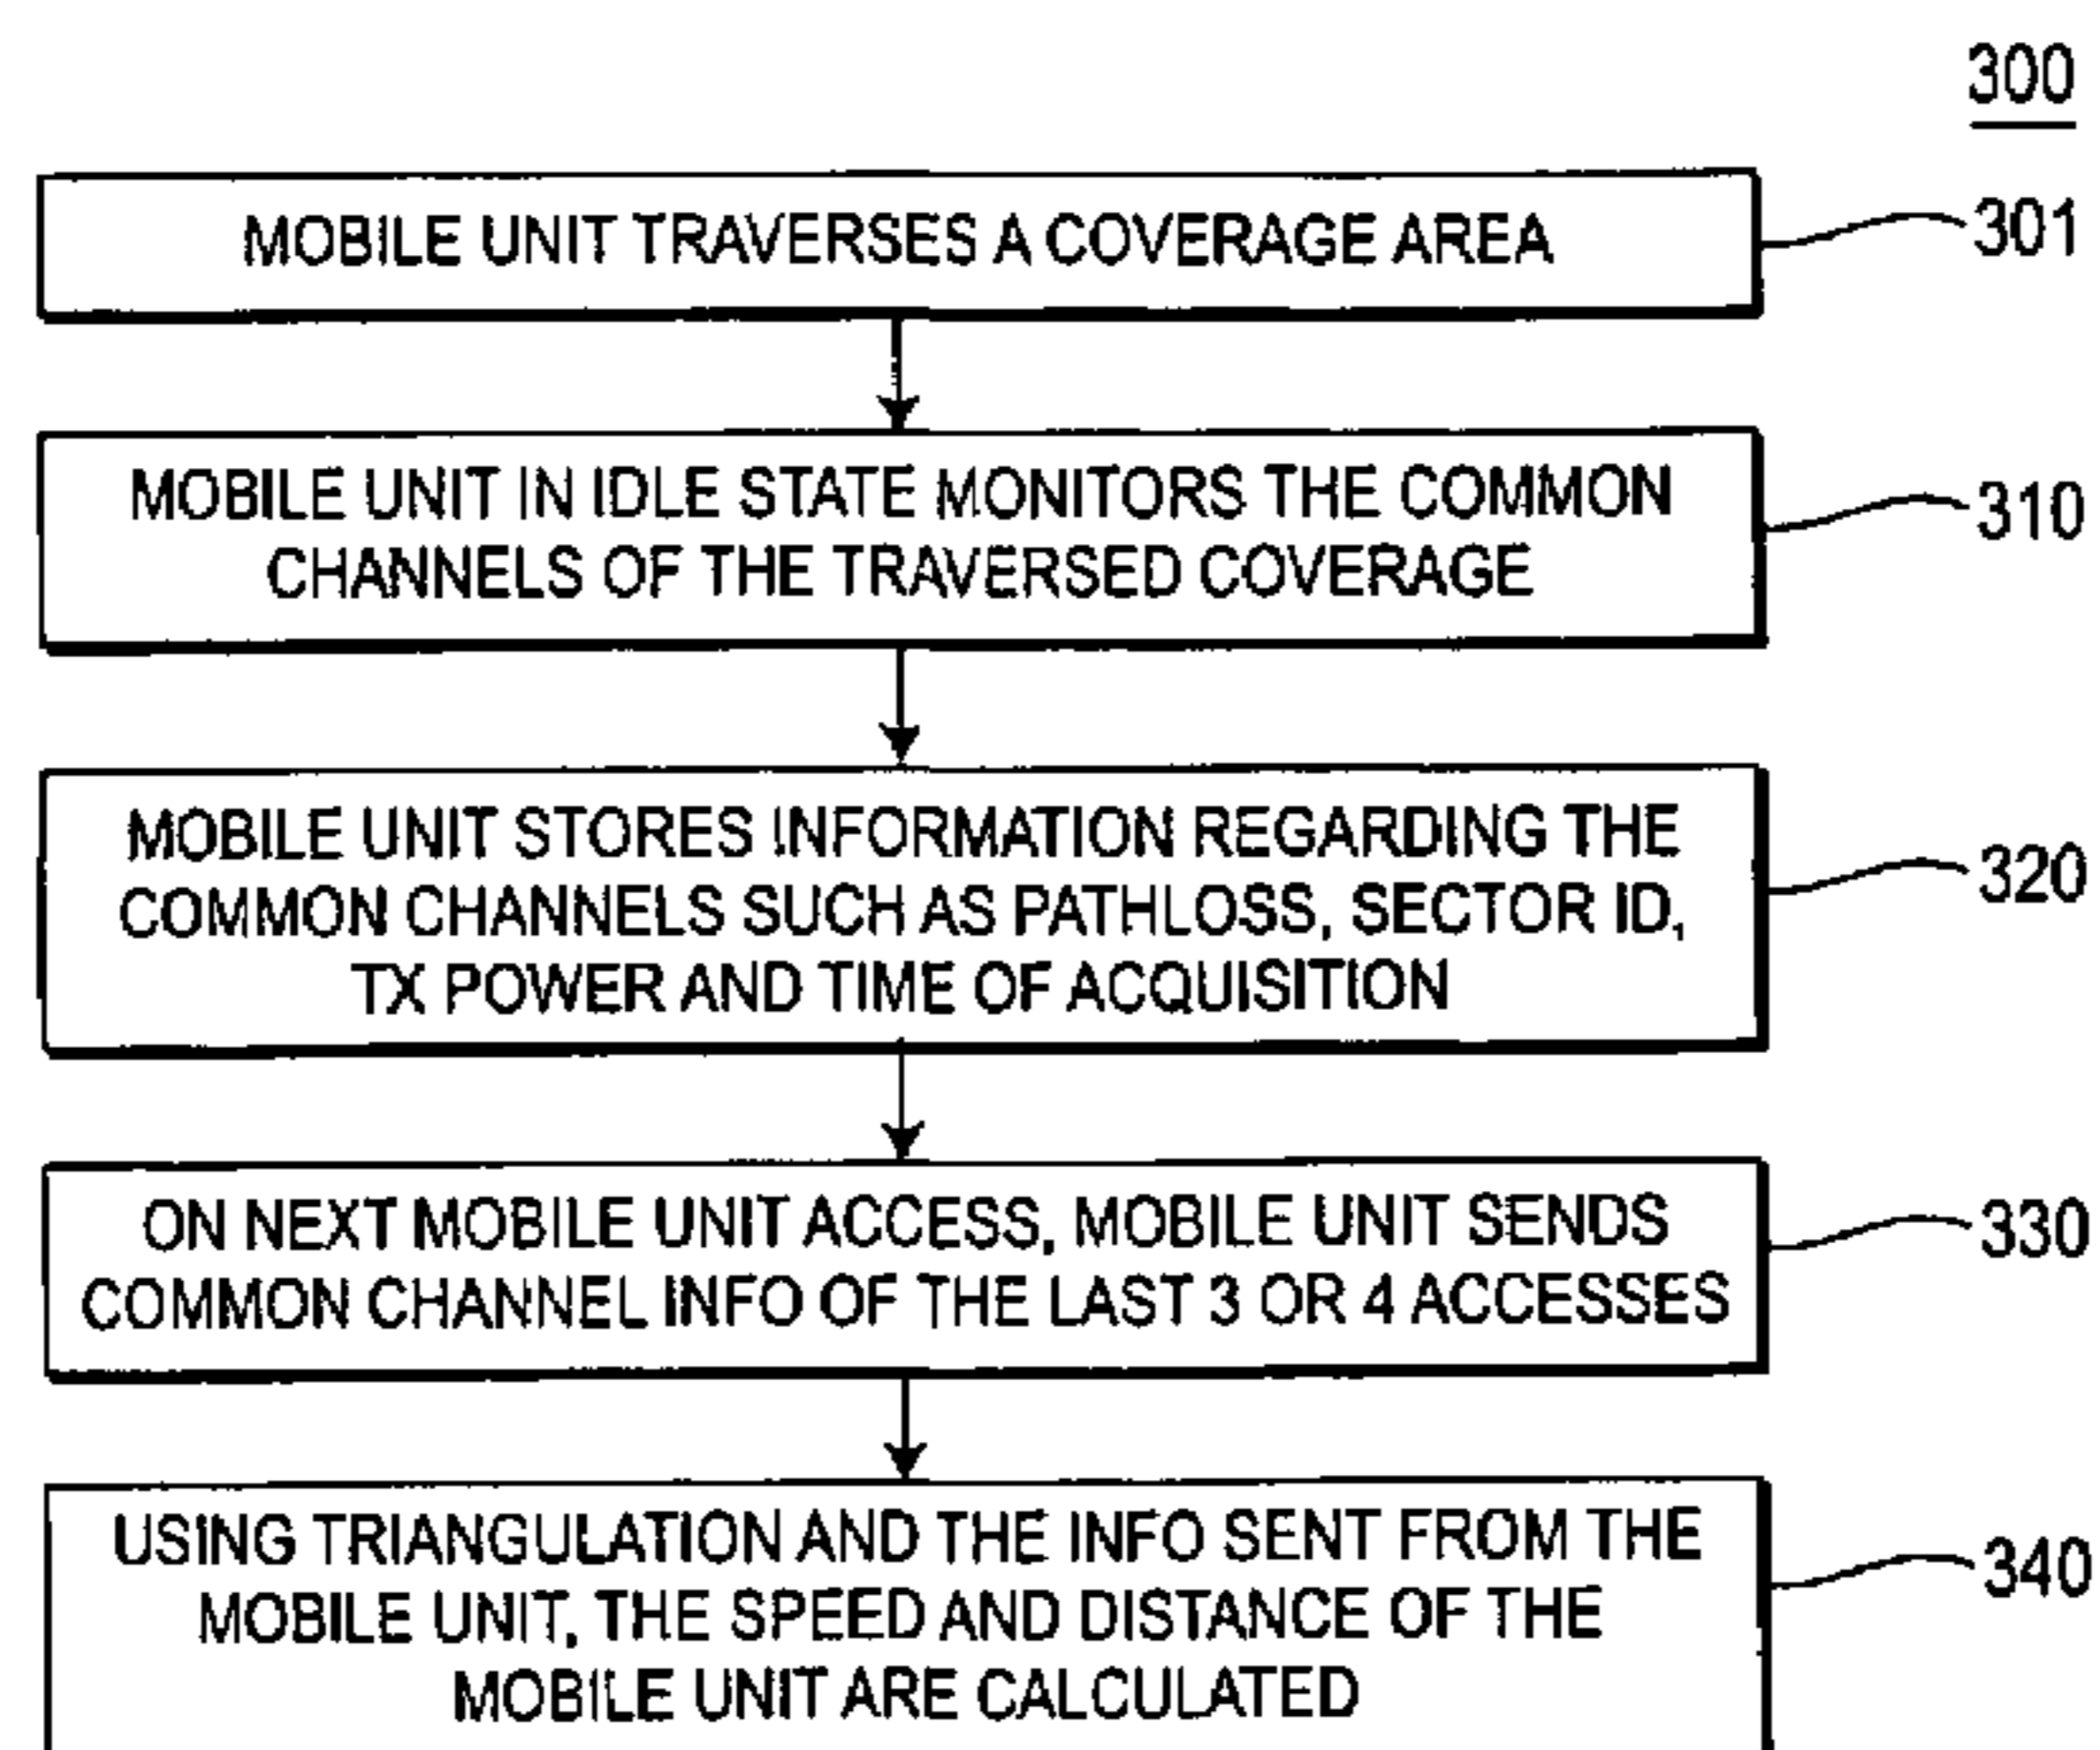 300
MOBILE UNIT TRAVERSES A COVERAGE AREA
301
MOBILE UNIT IN IDLE STATE MONITORS THE COMMON
CHANNELS OF THE TRAVERSED COVERAGE
310
MOBILE UNIT STORES INFORMATION REGARDING THE
COMMON CHANNELS SUCH AS PATHLOSS, SECTOR ID,
TX POWER AND TIME OF ACQUISITION
320
ON NEXT MOBILE UNIT ACCESS, MOBILE UNIT SENDS
COMMON CHANNEL INFO OF THE LAST 3 OR 4 ACCESSES
330
USING TRIANGULATION AND THE INFO SENT FROM THE
MOBILE UNIT, THE SPEED AND DISTANCE OF THE
MOBILE UNIT ARE CALCULATED
340